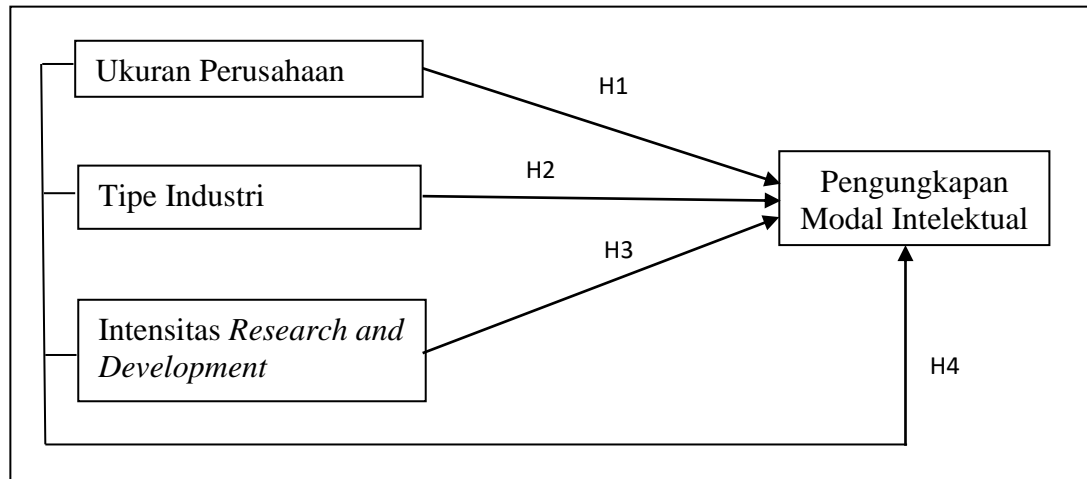 Ukuran Perusahaan
H1
Tipe Industri
H2
Pengungkapan
Modal Intelektual
H3
Intensitas Research and
Development
H4